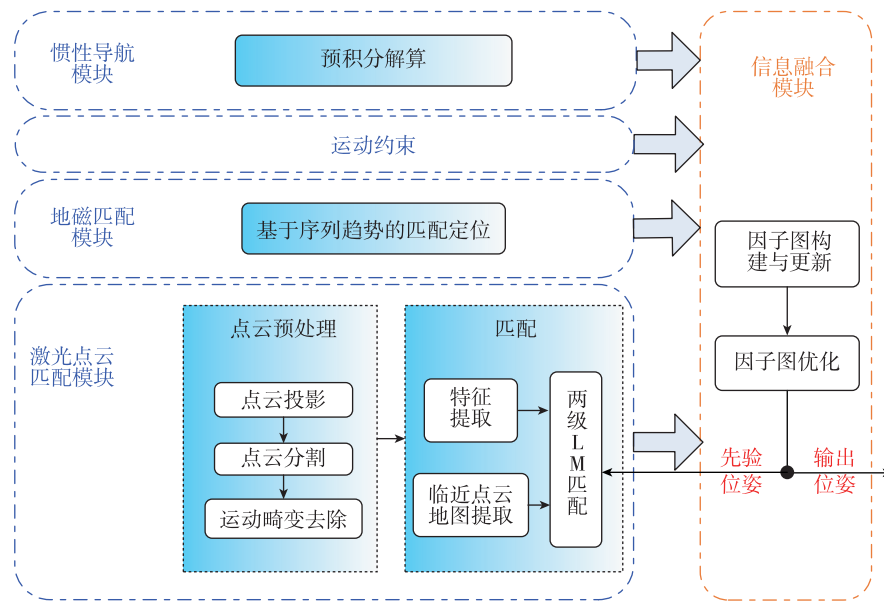 惯性导航
模块
预积分解算
信息融合
模块
运动约束
地磁匹配
模块
基于序列趋势的匹配定位
因子图构
建与更新
因子图优化
激光点云
匹配模块
点云预处理
点云投影
点云分割
运动畸变去除
匹配
特征
提取
临近点云
地图提取
两级LM匹配
先验
位姿
输出
位姿